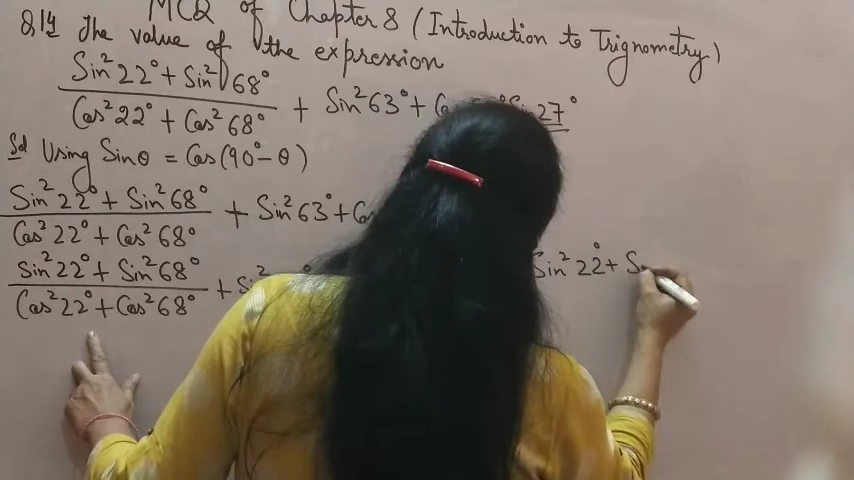 MCQ of Chapter 8 (Introduction to Trignometry)
Q14 The value of the expression
Sin²22° + Sin²68°
Cos²22° + Cos²68° + Sin²63° + 27°
Sol Using Sinθ = Cos(90°-θ)
Sin²22° + Sin²68°
Cos²22° + Cos²68° + Sin²63° +
Sin²22° + Sin²68° Sin²22° +
Cos²22° + Cos²68° +